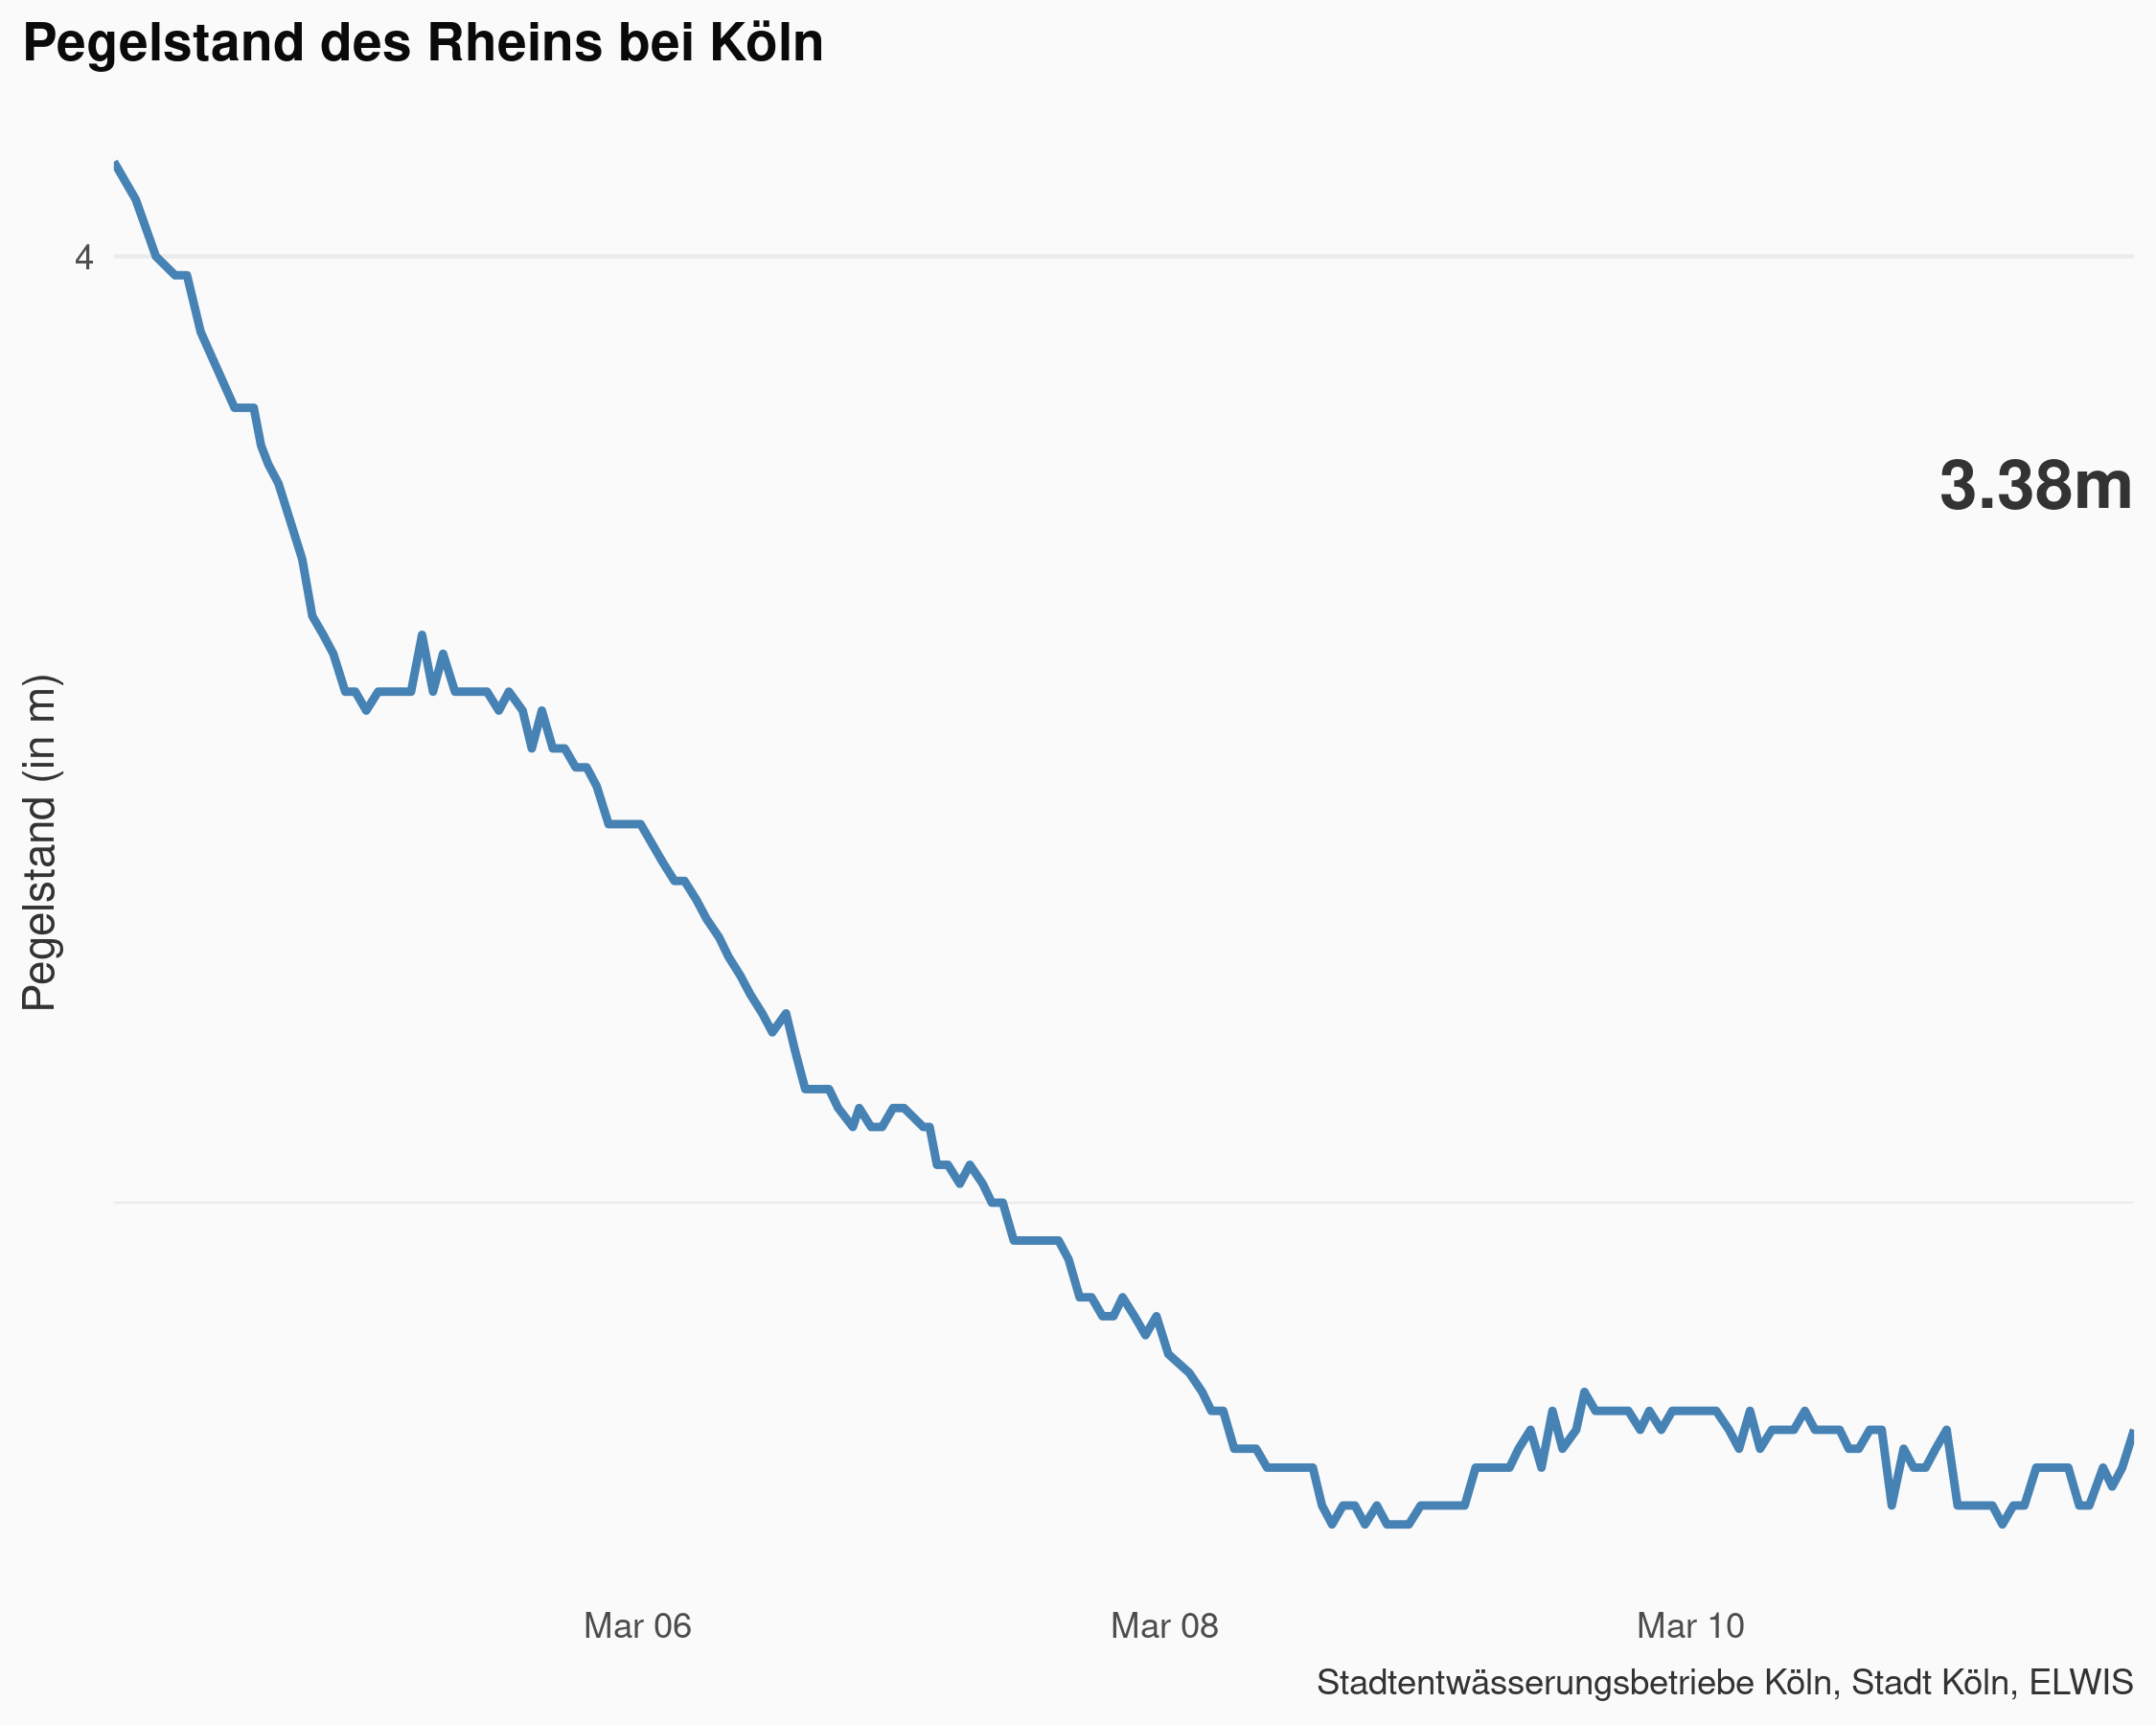 Pegelstand des Rheins bei Köln
4
3.38m
Pegelstand (in m)
Mar 06
Mar 08
Mar 10
Stadtentwässerungsbetriebe Köln, Stadt Köln, ELWIS